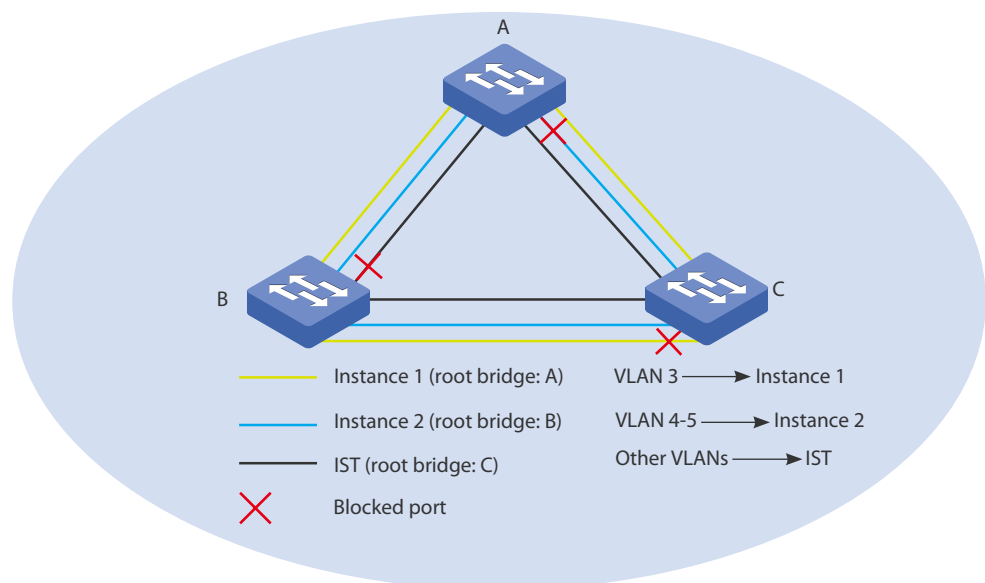 A
B
C
Instance 1 (root bridge: A)
VLAN 3 Instance 1
Instance 2 (root bridge: B)
VLAN 4-5 Instance 2
IST (root bridge: C)
Other VLANs IST
Blocked port